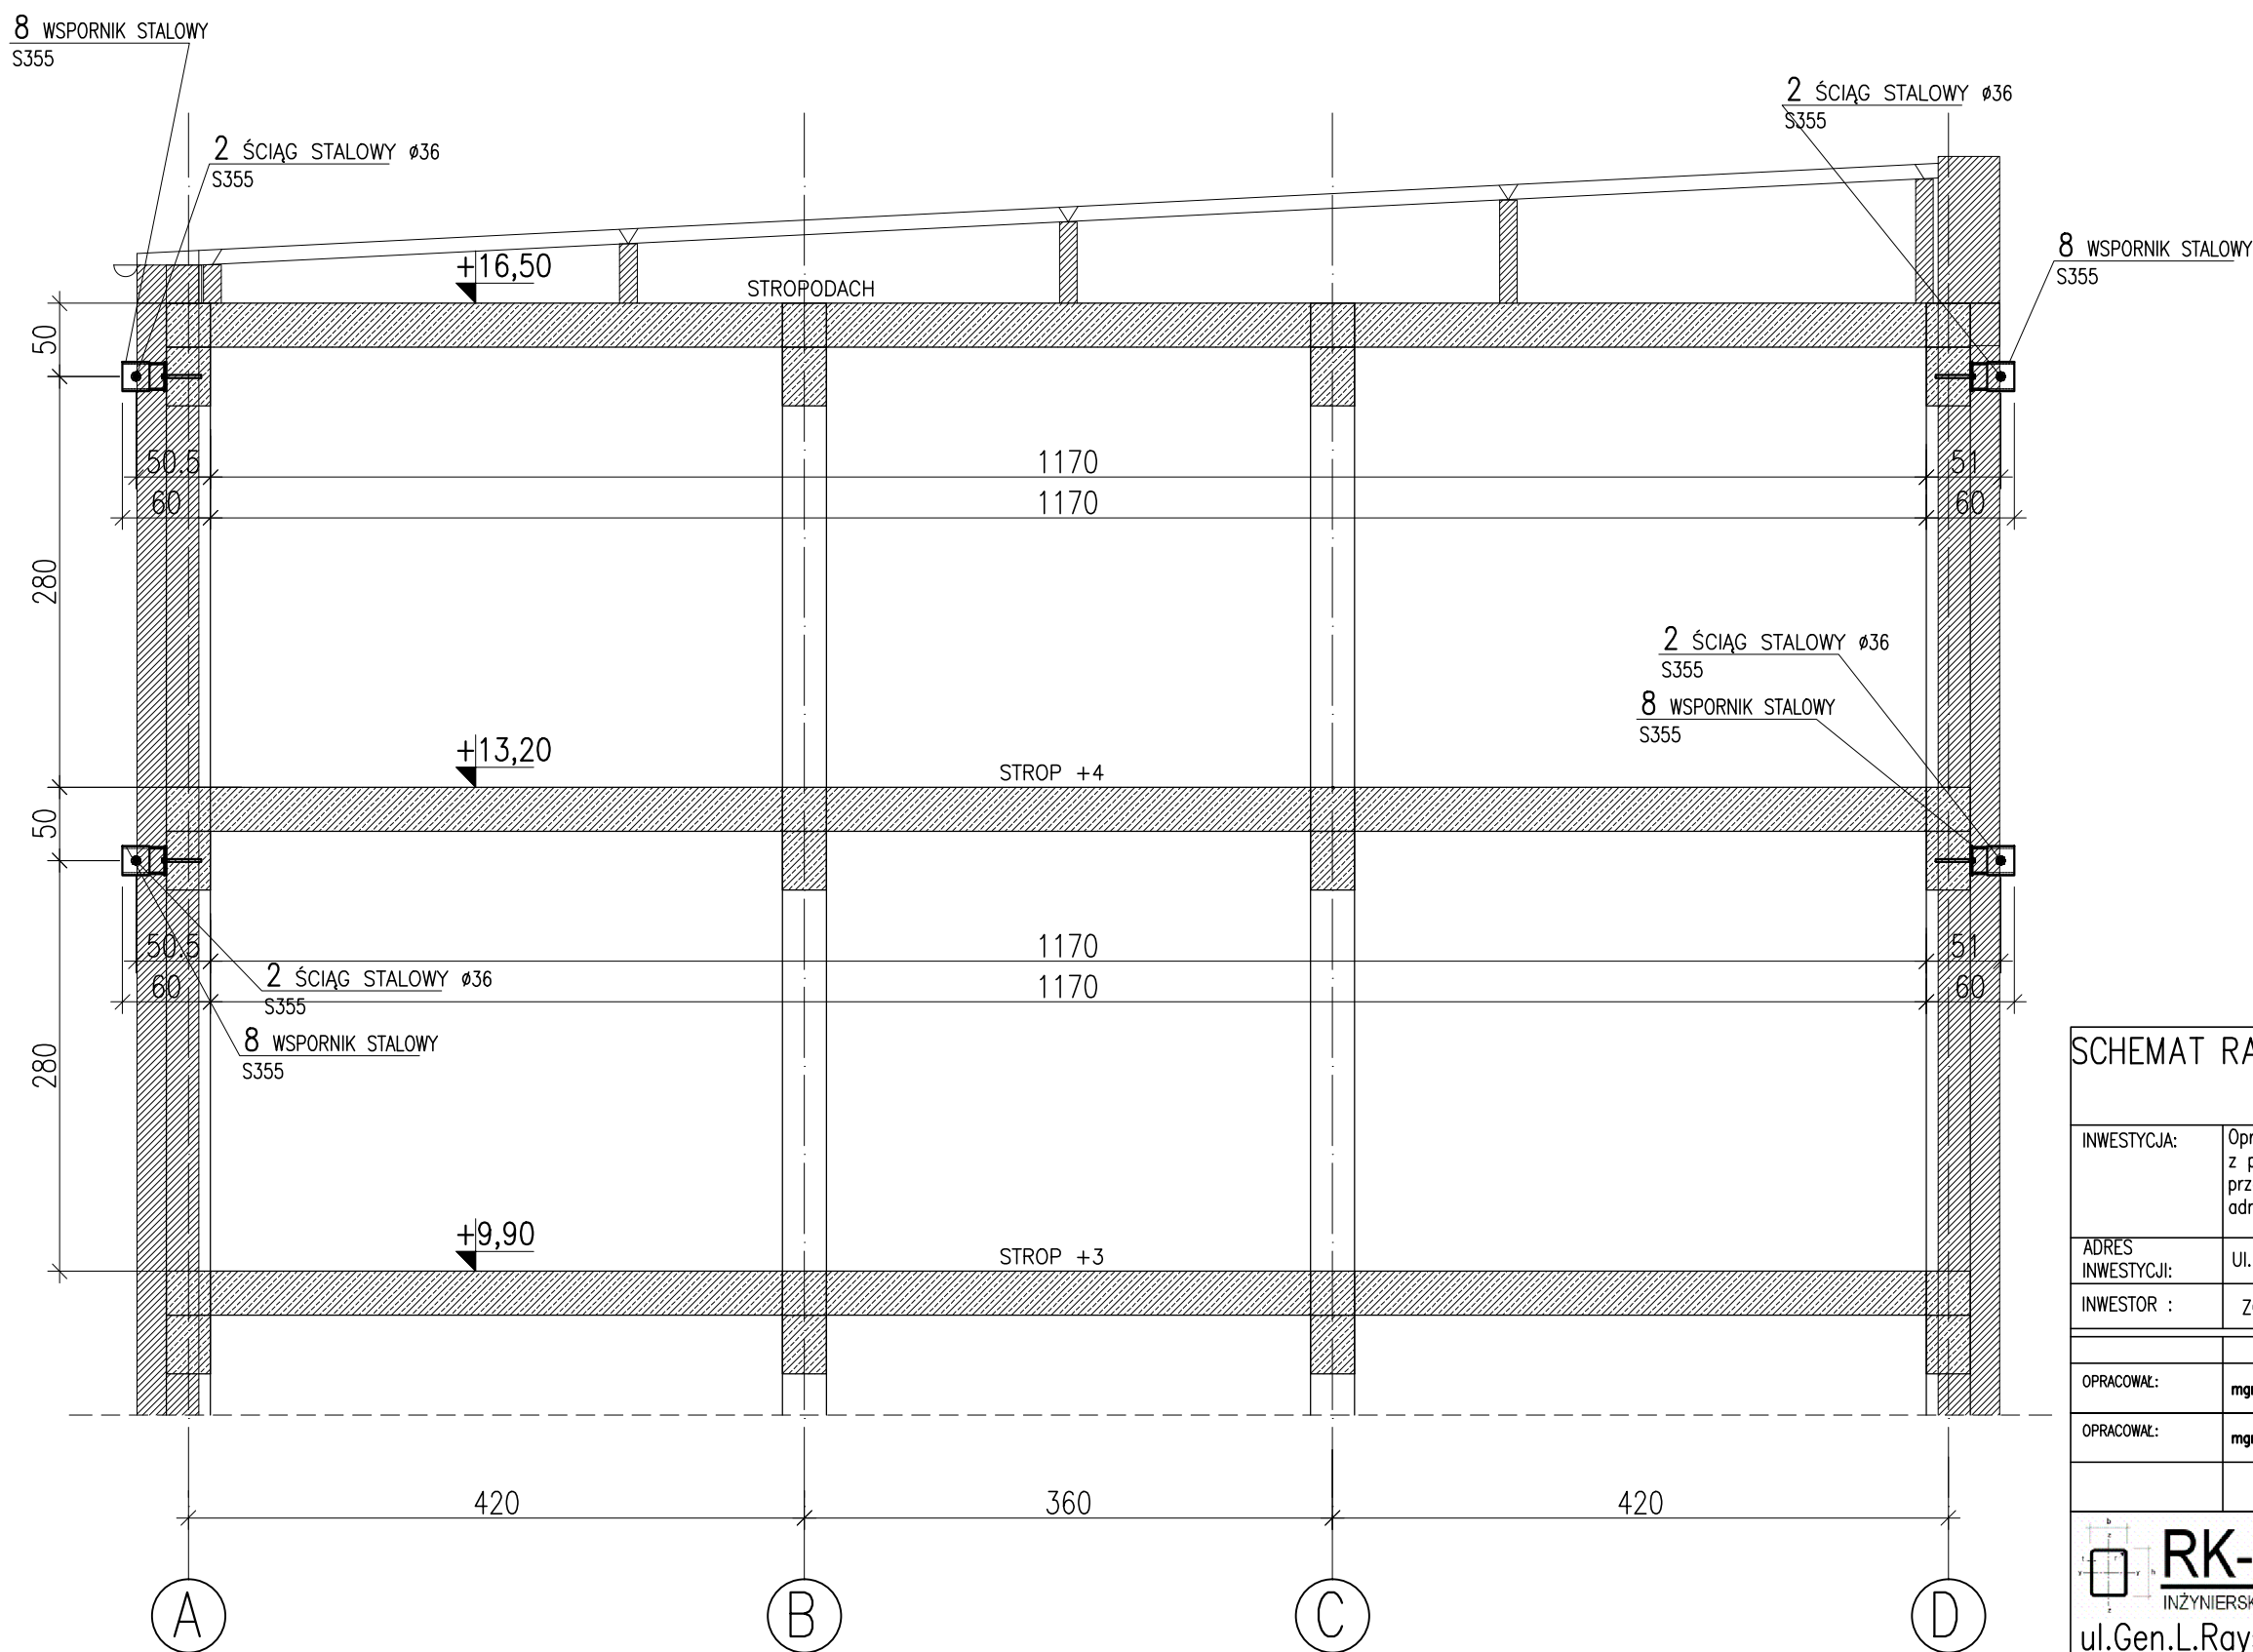 8 WSPORNIK STALOWY
S355
2 ŚCIĄG STALOWY ø36
S355
2 ŚCIĄG STALOWY ø36
S355
8 WSPORNIK STALOWY
S355
+16,50
STROPODACH
50
50.5
1170
51
60
1170
60
280
2 ŚCIĄG STALOWY ø36
S355
8 WSPORNIK STALOWY
S355
+13,20
STROP +4
50
50.5
1170
51
60
1170
60
2 ŚCIĄG STALOWY ø36
S355
8 WSPORNIK STALOWY
S355
280
+9,90
STROP +3
420
360
420
A
B
C
D
SCHEMAT
INWESTYCJA:
z
ADRES
INWESTYCJI:
Ul.
INWESTOR :
OPRACOWAŁ:
OPRACOWAŁ:
RK-
ul.Gen.L.Ray